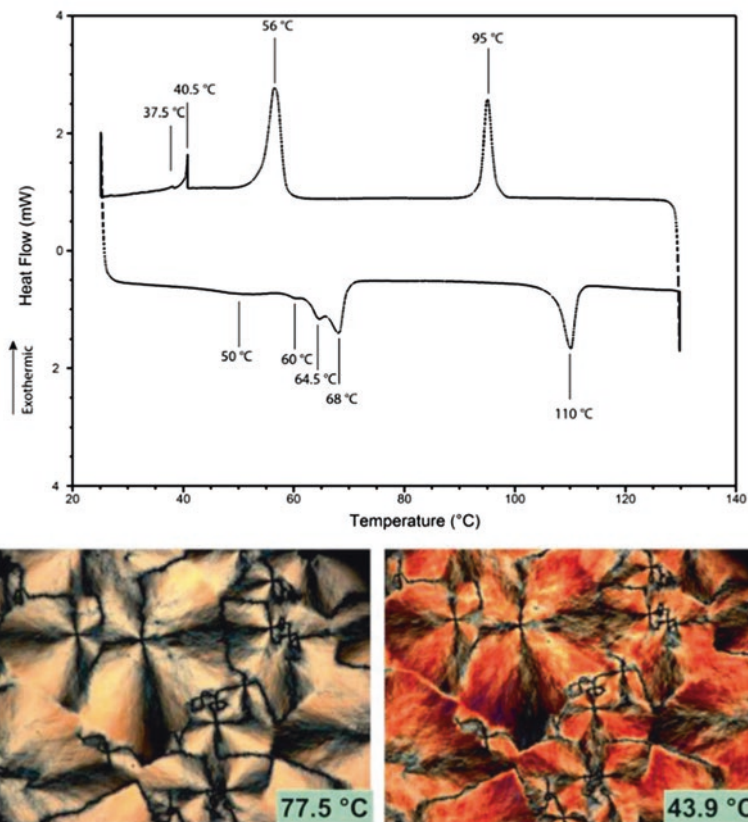 4
56 °C
95 °C
40.5 °C
37.5 °C
2
0
Heat Flow (mW)
Exothermic
50 °C
60 °C
64.5 °C
68 °C
2
110 °C
4
20 40 60 80 100 120 140
Temperature (°C)
77.5 °C
43.9 °C